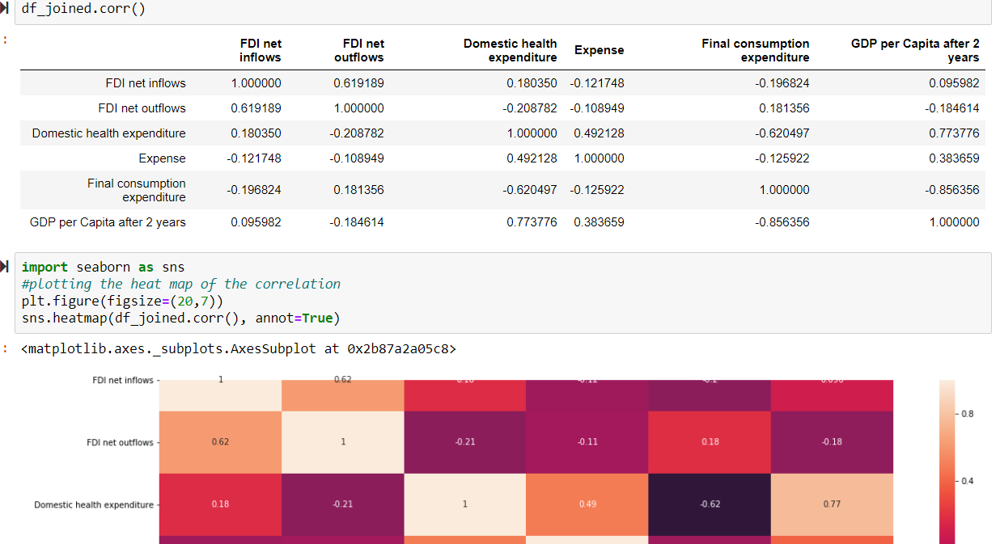 df_joined.corr()
:
FDI net inflows FDI net outflows Domestic health expenditure Expense Final consumption expenditure GDP per Capita after 2 years
FDI net inflows 1.000000 0.619189 0.180350 -0.121748 -0.196824 0.095982
FDI net outflows 0.619189 1.000000 -0.208782 -0.108949 0.181356 -0.184614
Domestic health expenditure 0.180350 -0.208782 1.000000 0.492128 -0.620497 0.773776
Expense -0.121748 -0.108949 0.492128 1.000000 -0.125922 0.383659
Final consumption expenditure -0.196824 0.181356 -0.620497 -0.125922 1.000000 -0.856356
GDP per Capita after 2 years 0.095982 -0.184614 0.773776 0.383659 -0.856356 1.000000
import seaborn as sns
#plotting the heat map of the correlation
plt.figure(figsize=(20,7))
sns.heatmap(df_joined.corr(), annot=True)
: <matplotlib.axes._subplots.AxesSubplot at 0x2b87a2a05c8>
FDI net inflows 1 0.62
0.8
FDI net outflows 0.62 1 -0.21 -0.11 0.18 -0.18
0.4
Domestic health expenditure 0.18 -0.21 1 0.49 -0.62 0.77